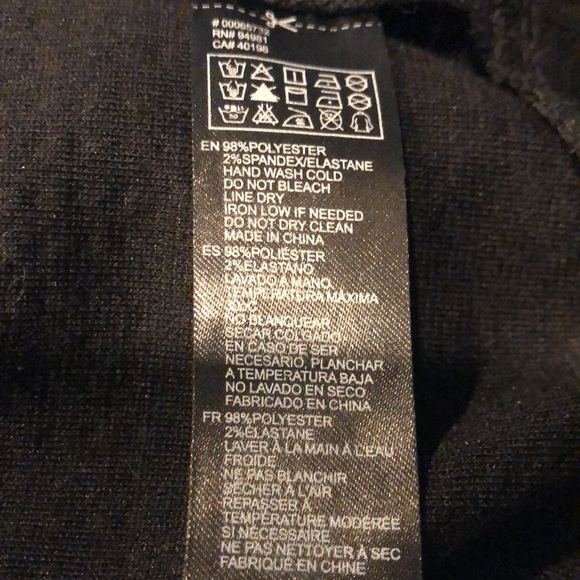 # 00065732
RN# 94981
CA# 40198
EN 98%POLYESTER
2%SPANDEX/ELASTANE
HAND WASH COLD
DO NOT BLEACH
LINE DRY
IRON LOW IF NEEDED
DO NOT DRY CLEAN
MADE IN CHINA
ES 98%POLIÉSTER
2%ELASTANO
LAVADO A MANO,
TEMPERATURA MÁXIMA
NO BLANQUEAR
SECAR COLGADO
EN CASO DE SER
NECESARIO, PLANCHAR
A TEMPERATURA BAJA
NO LAVADO EN SECO
FABRICADO EN CHINA
FR 98%POLYESTER
2%ÉLASTANE
LAVER À LA MAIN À L'EAU
FROIDE
NE PAS BLANCHIR
SÉCHER À L'AIR
REPASSER À
TEMPÉRATURE MODÉRÉE
SI NÉCESSAIRE
NE PAS NETTOYER À SEC
FABRIQUÉ EN CHINE